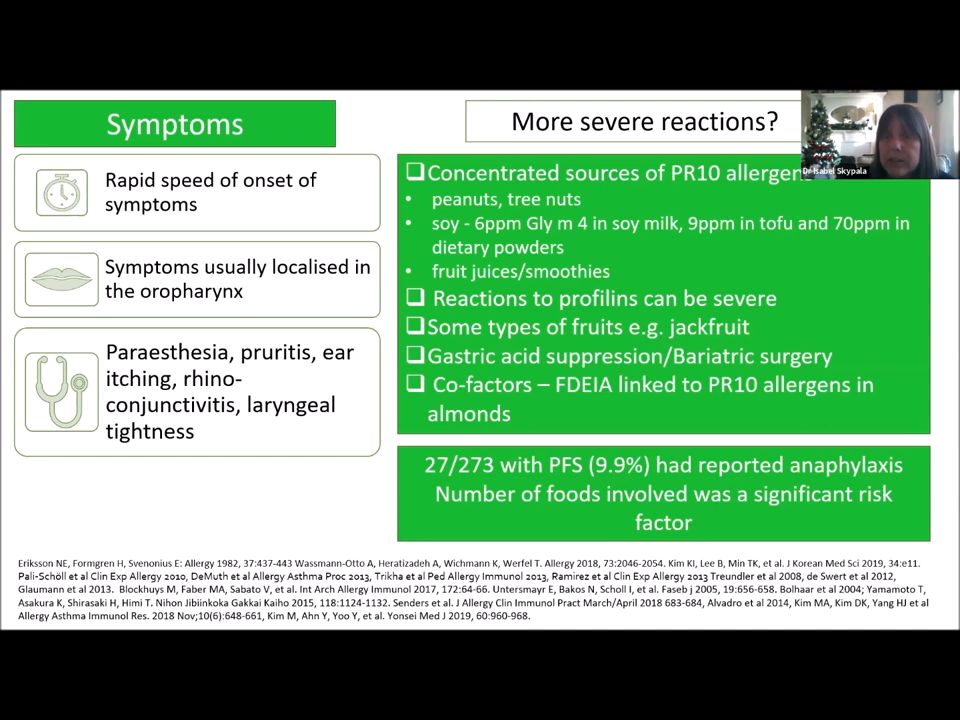 Symptoms
Rapid speed of onset of
symptoms
Symptoms usually localised in
the oropharynx
Paraesthesia, pruritis, ear
itching, rhino-
conjunctivitis, laryngeal
tightness
More severe reactions?
Dr Isabel Skypala
❑Concentrated sources of PR10 allergens
• peanuts, tree nuts
• soy - 6ppm Gly m 4 in soy milk, 9ppm in tofu and 70ppm in
dietary powders
• fruit juices/smoothies
❑ Reactions to profilins can be severe
❑Some types of fruits e.g. jackfruit
❑Gastric acid suppression/Bariatric surgery
❑ Co-factors – FDEIA linked to PR10 allergens in
almonds
27/273 with PFS (9.9%) had reported anaphylaxis
Number of foods involved was a significant risk
factor
Eriksson NE, Formgren H, Svenonius E: Allergy 1982, 37:437-443 Wassmann-Otto A, Heratizadeh A, Wichmann K, Werfel T. Allergy 2018, 73:2046-2054. Kim KI, Lee B, Min TK, et al. J Korean Med Sci 2019, 34:e11.
Pali-Schöll et al Clin Exp Allergy 2010, DeMuth et al Allergy Asthma Proc 2013, Trikha et al Ped Allergy Immunol 2013, Ramirez et al Clin Exp Allergy 2013 Treundler et al 2008, de Swert et al 2012,
Glaumann et al 2013. Blockhuys M, Faber MA, Sabato V, et al. Int Arch Allergy Immunol 2017, 172:64-66. Untersmayr E, Bakos N, Scholl I, et al. Faseb j 2005, 19:656-658. Bolhaar et al 2004; Yamamoto T,
Asakura K, Shirasaki H, Himi T. Nihon Jibiinkoka Gakkai Kaiho 2015, 118:1124-1132. Senders et al. J Allergy Clin Immunol Pract March/April 2018 683-684, Alvadro et al 2014, Kim MA, Kim DK, Yang HJ et al
Allergy Asthma Immunol Res. 2018 Nov;10(6):648-661, Kim M, Ahn Y, Yoo Y, et al. Yonsei Med J 2019, 60:960-968.